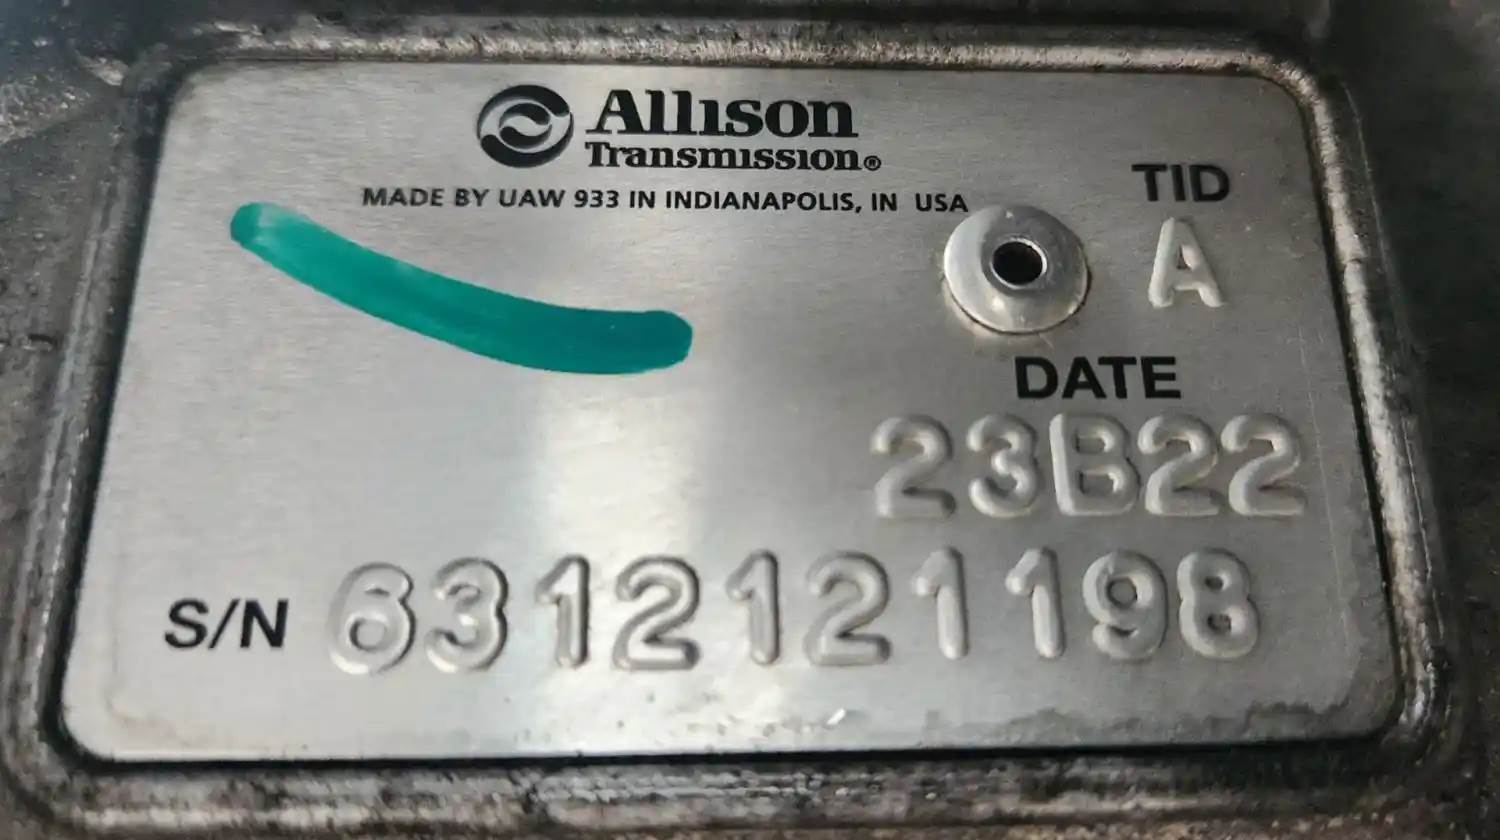 Allison
Transmission®
MADE BY UAW 933 IN INDIANAPOLIS, IN USA
TID
A
DATE
23B22
S/N 6312121198